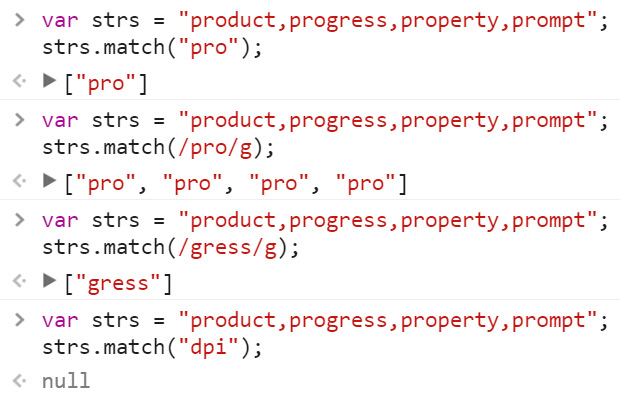 > var strs = "product,progress,property,prompt";
strs.match("pro");
<· ▶ ["pro"]
> var strs = "product,progress,property,prompt";
strs.match(/pro/g);
<· ▶ ["pro", "pro", "pro", "pro"]
> var strs = "product,progress,property,prompt";
strs.match(/gress/g);
<· ▶ ["gress"]
> var strs = "product,progress,property,prompt";
strs.match("dpi");
<· null